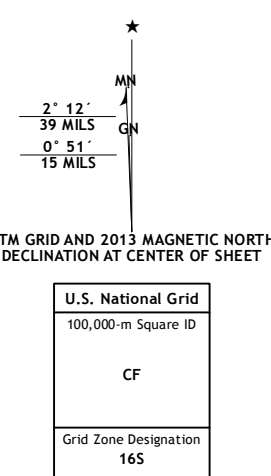 ★
MN
2° 12´
39 MILS
GN
0° 51´
15 MILS
TM GRID AND 2013 MAGNETIC NORTH
DECLINATION AT CENTER OF SHEET
U.S. National Grid
100,000-m Square ID
CF
Grid Zone Designation
16S